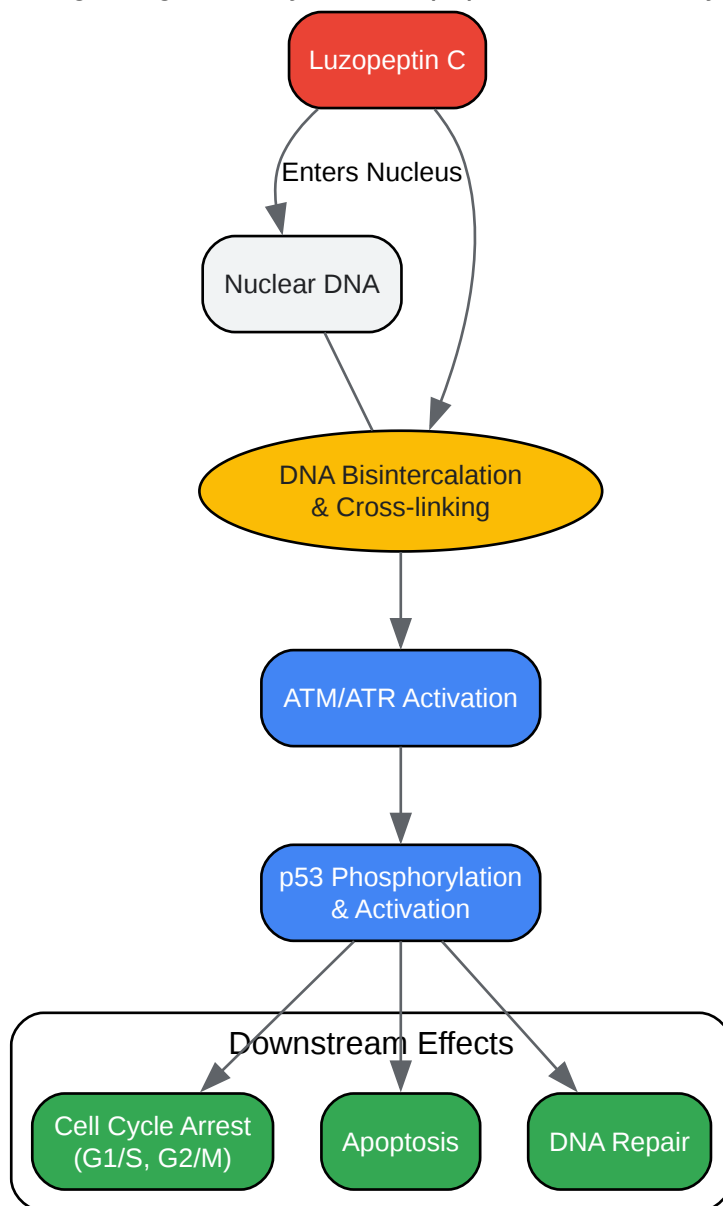 Luzopeptin C
Enters Nucleus
Nuclear DNA
DNA Bisintercalation
& Cross-linking
ATM/ATR Activation
p53 Phosphorylation
& Activation
Downstream Effects
Cell Cycle Arrest
(G1/S, G2/M)
Apoptosis
DNA Repair